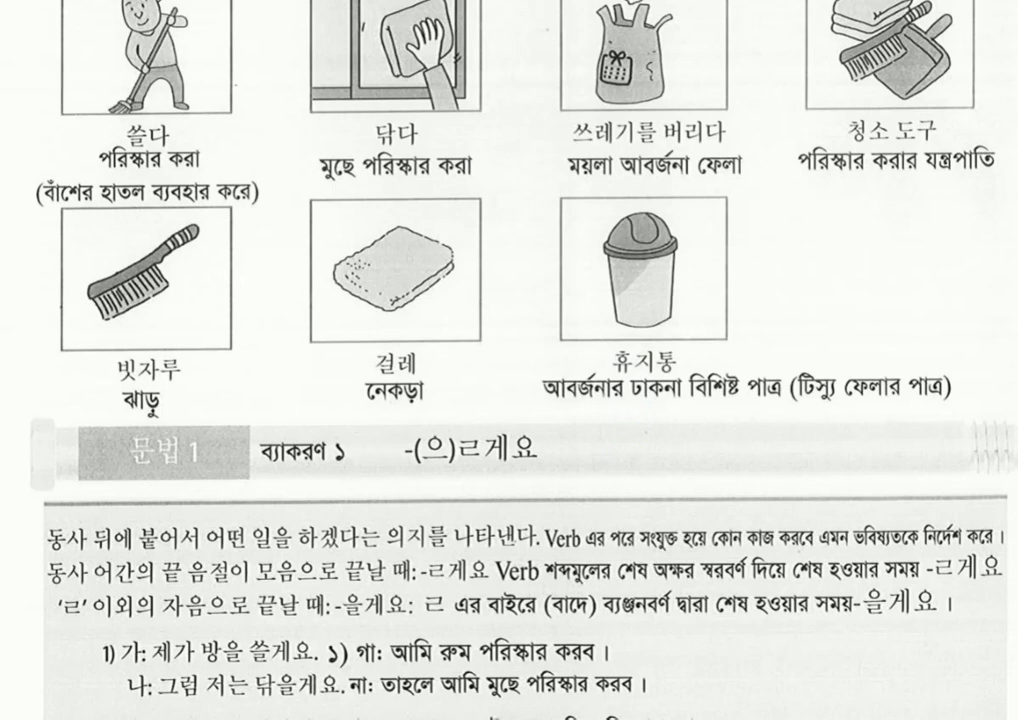 쓸다 닦다 쓰레기를 버리다 청소 도구
পরিস্কার করা মুছে পরিস্কার করা ময়লা আবর্জনা ফেলা পরিস্কার করার যন্ত্রপাতি
(বাঁশের হাতল ব্যবহার করে)
빗자루 걸레 휴지통
ঝাড়ু নেকড়া আবর্জনার ঢাকনা বিশিষ্ট পাত্র (টিস্যু ফেলার পাত্র)
문법 1 ব্যাকরণ ১ -(으)ㄹ게요
동사 뒤에 붙어서 어떤 일을 하겠다는 의지를 나타낸다. Verb এর পরে সংযুক্ত হয়ে কোন কাজ করবে এমন ভবিষ্যতকে নির্দেশ করে।
동사 어간의 끝 음절이 모음으로 끝날 때: -ㄹ게요 Verb শব্দমুলের শেষ অক্ষর স্বরবর্ণ দিয়ে শেষ হওয়ার সময় -ㄹ게요
'ㄹ' 이외의 자음으로 끝날 때: -을게요: ㄹ এর বাইরে (বাদে) ব্যঞ্জনবর্ণ দ্বারা শেষ হওয়ার সময়-을게요 ।
1) 가: 제가 방을 쓸게요. ১) গা: আমি রুম পরিস্কার করব।
나: 그럼 저는 닦을게요. না: তাহলে আমি মুছে পরিস্কার করব।